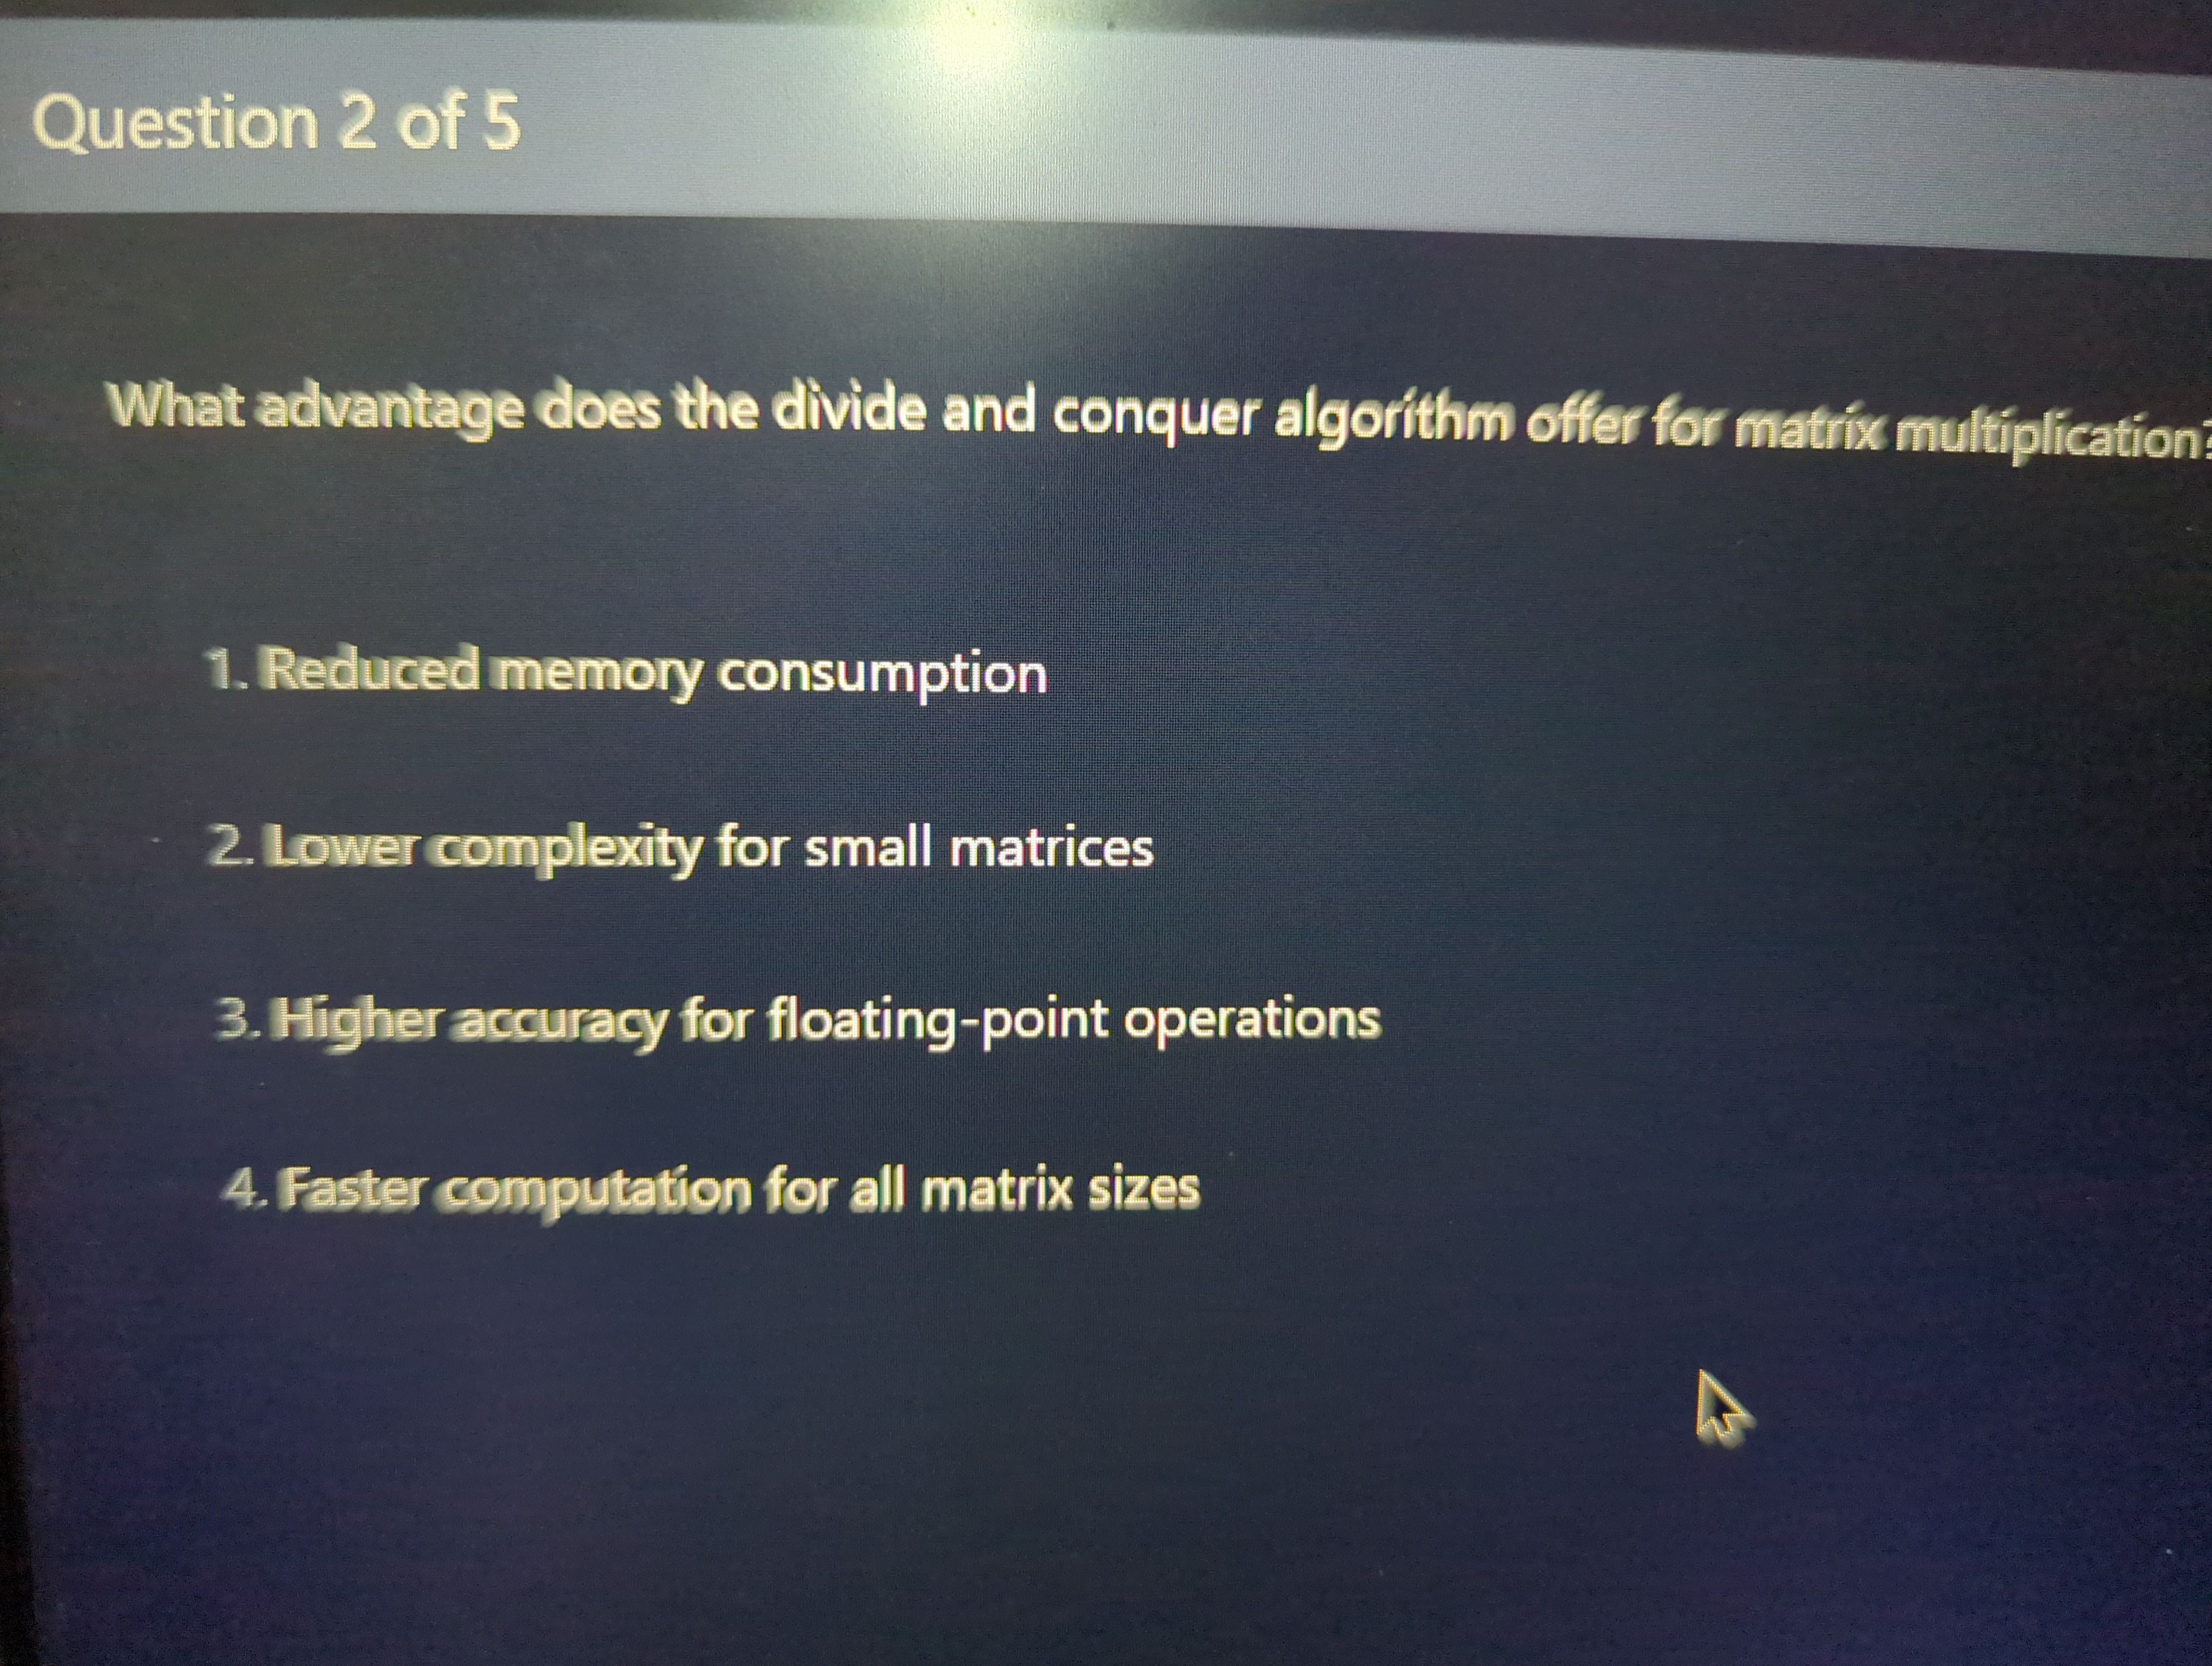 Question 2 of 5
What advantage does the divide and conquer algorithm offer for matrix multiplication?
1. Reduced memory consumption
2. Lower complexity for small matrices
3. Higher accuracy for floating-point operations
4. Faster computation for all matrix sizes